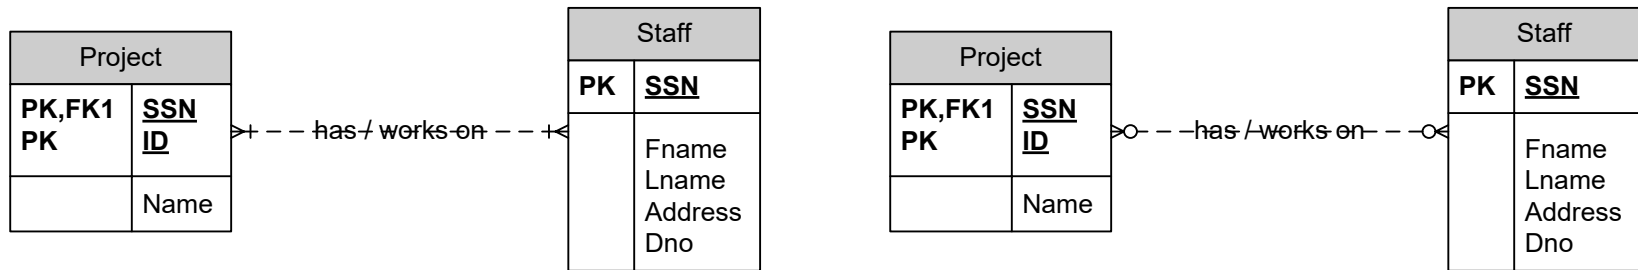 Project
PK,FK1 SSN
PK ID
Name
has / works on
Staff
PK SSN
Fname
Lname
Address
Dno
Project
PK,FK1 SSN
PK ID
Name
has / works on
Staff
PK SSN
Fname
Lname
Address
Dno